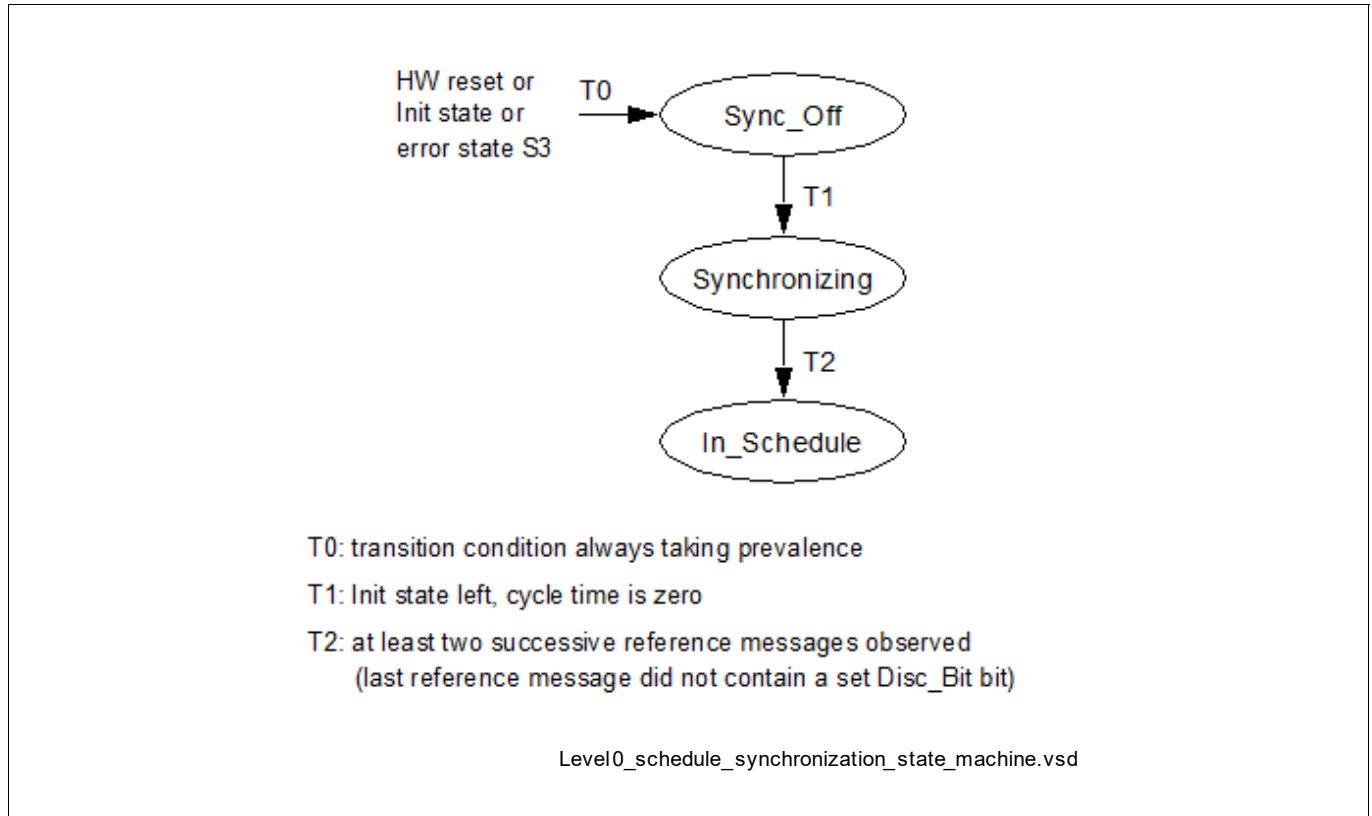 HW reset or
Init state or
error state S3
T0
Sync_Off
T1
Synchronizing
T2
In_Schedule
T0: transition condition always taking prevalence
T1: Init state left, cycle time is zero
T2: at least two successive reference messages observed
(last reference message did not contain a set Disc_Bit bit)
Level0_schedule_synchronization_state_machine.vsd